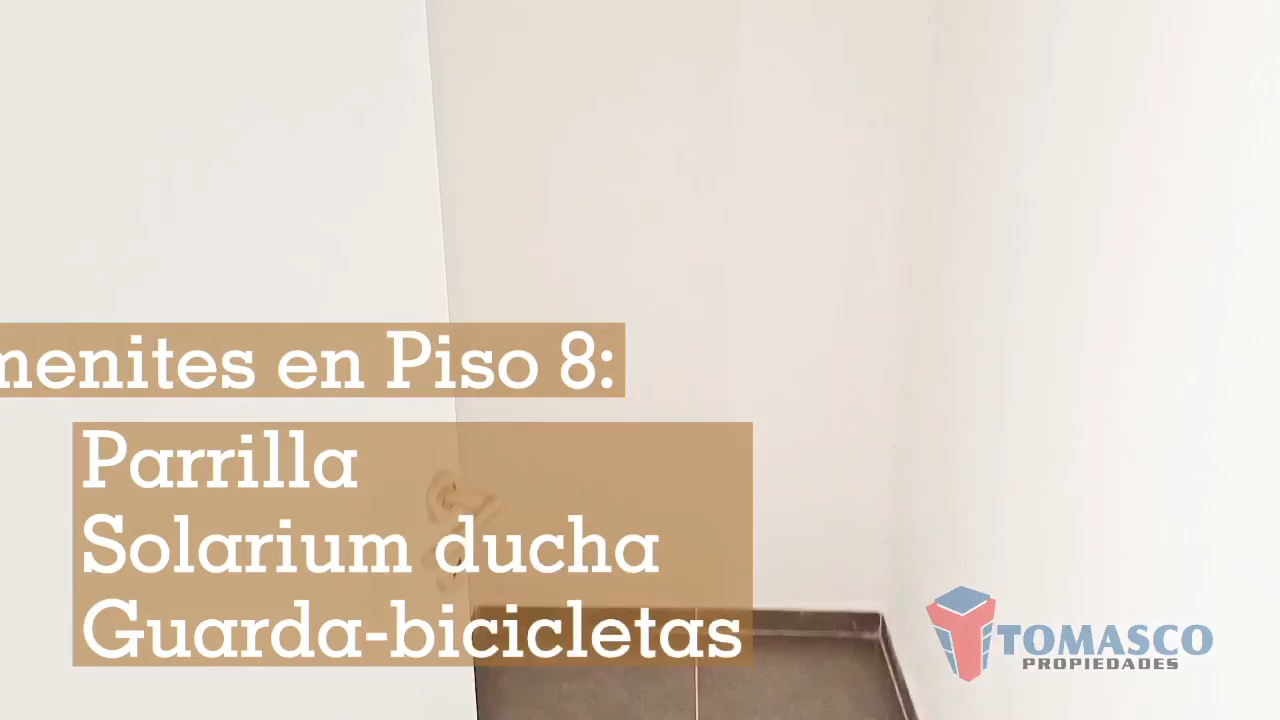 menites en Piso 8:
Parrilla
Solarium ducha
Guarda-bicicletas
TOMASCO
PROPIEDADES